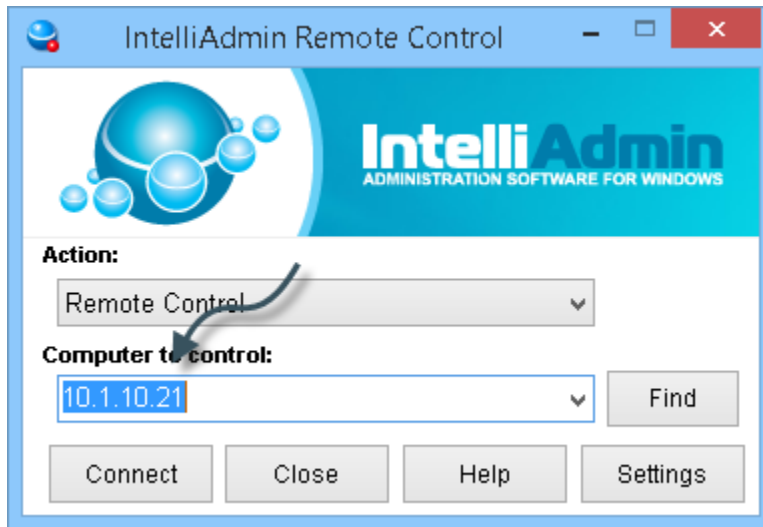 IntelliAdmin Remote Control
IntelliAdmin
ADMINISTRATION SOFTWARE FOR WINDOWS
Action:
Remote Control
Computer to control:
10.1.10.21
Find
Connect
Close
Help
Settings